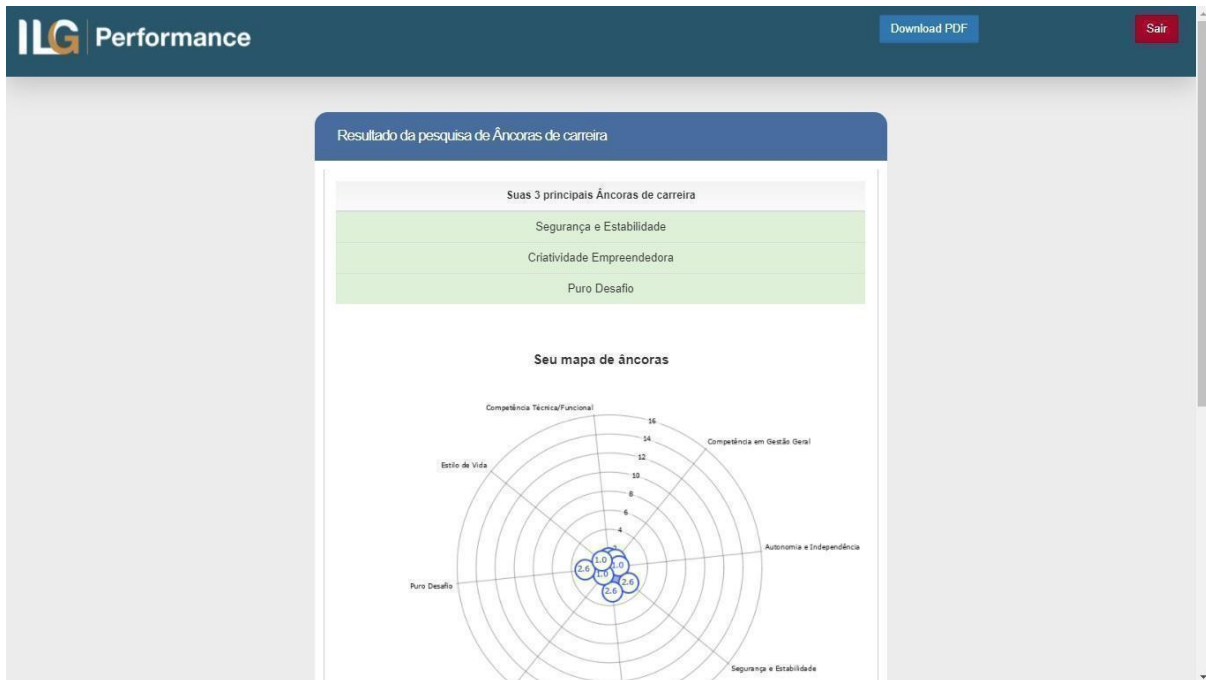 ILG Performance
Download PDF
Sair
Resultado da pesquisa de Âncoras de carreira
Suas 3 principais Âncoras de carreira
Segurança e Estabilidade
Criatividade Empreendedora
Puro Desafio
Seu mapa de âncoras
Competência Técnica/Funcional
16
14
Competência em Gestão Geral
12
Estilo de Vida
10
8
6
4
Autonomia e Independência
1.0
1.0
2.6
1.0
2.6
Puro Desafio
2.6
Segurança e Estabilidade